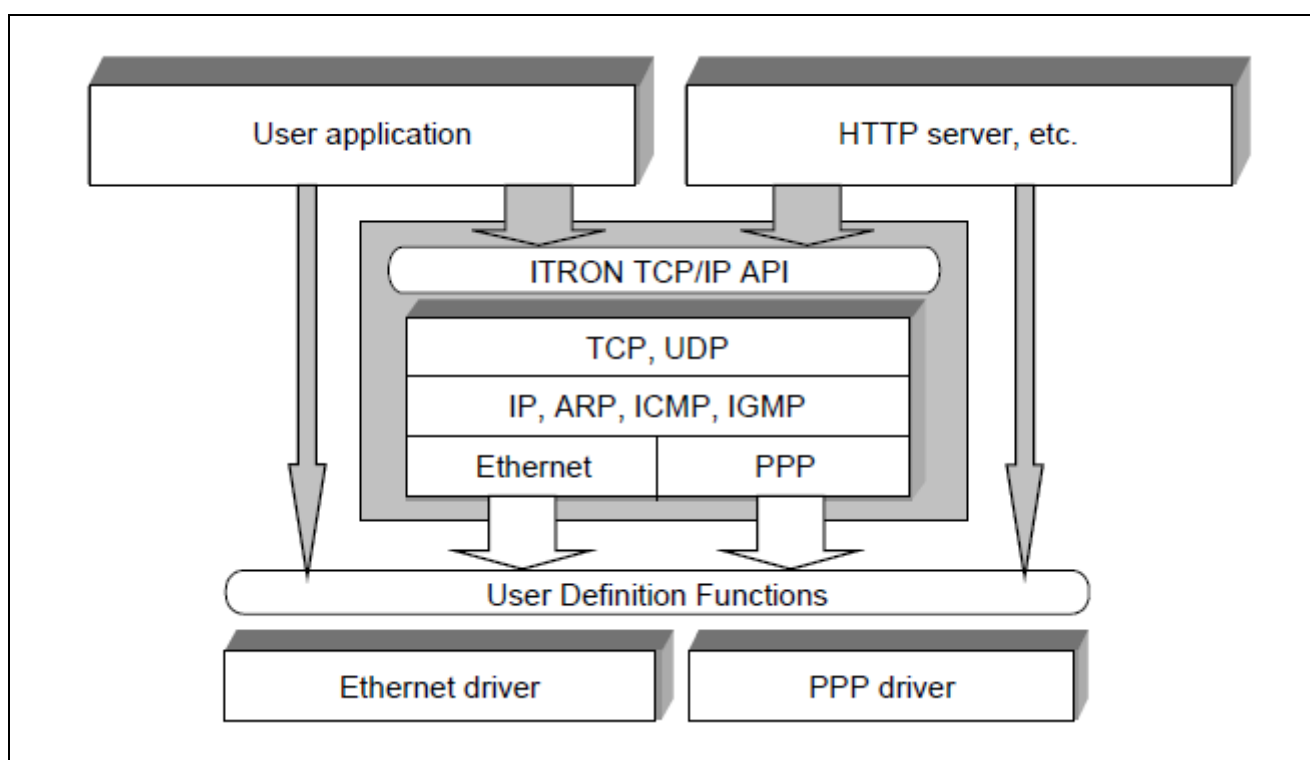 User application
HTTP server, etc.
ITRON TCP/IP API
TCP, UDP
IP, ARP, ICMP, IGMP
Ethernet
PPP
User Definition Functions
Ethernet driver
PPP driver